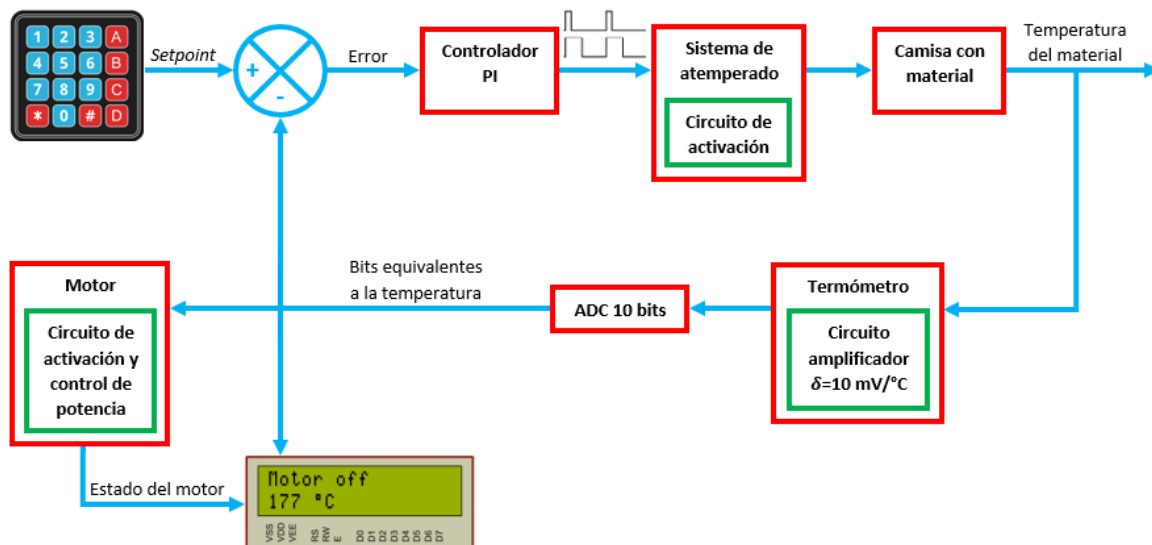 1 2 3 A
4 5 6 B
7 8 9 C
* 0 # D
Setpoint
+
-
Error
Controlador
PI
Sistema de
atemperado
Circuito de
activación
Camisa con
material
Temperatura
del material
Motor
Circuito de
activación y
control de
potencia
Bits equivalentes
a la temperatura
ADC 10 bits
Termómetro
Circuito
amplificador
δ=10 mV/°C
Estado del motor
Motor off
177 °C
VSS
VDD
VEE
RS
RW
E
D0
D1
D2
D3
D4
D5
D6
D7